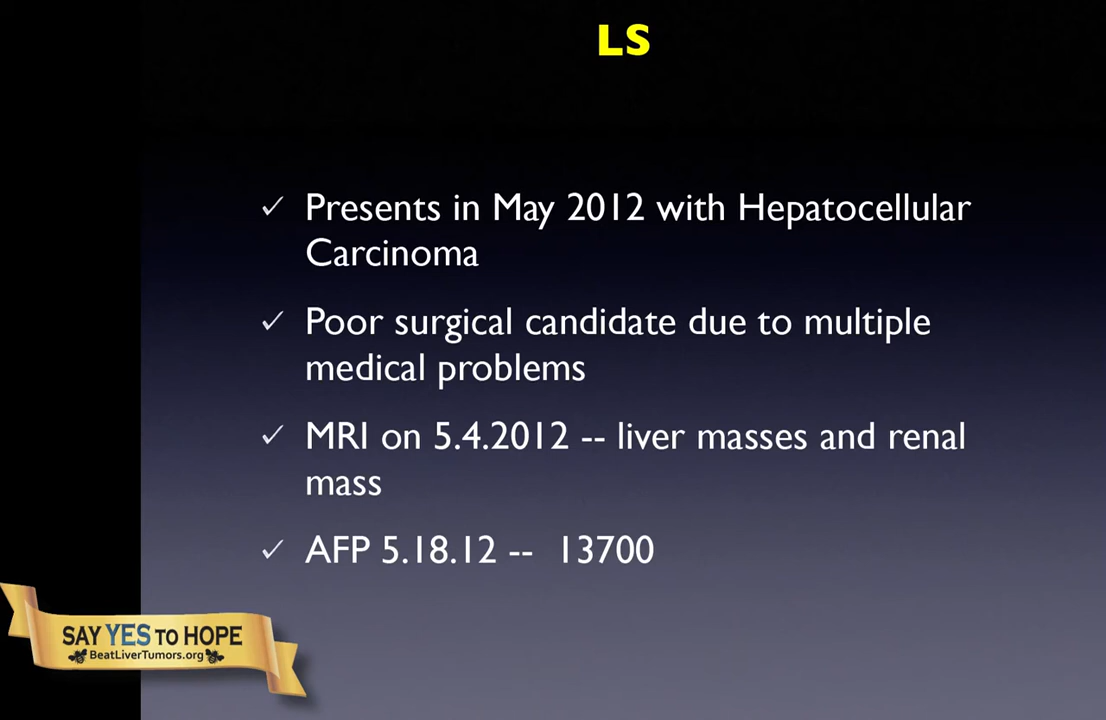 LS
✓ Presents in May 2012 with Hepatocellular
Carcinoma
✓ Poor surgical candidate due to multiple
medical problems
✓ MRI on 5.4.2012 -- liver masses and renal
mass
✓ AFP 5.18.12 -- 13700
SAY YES TO HOPE
BeatLiverTumors.org